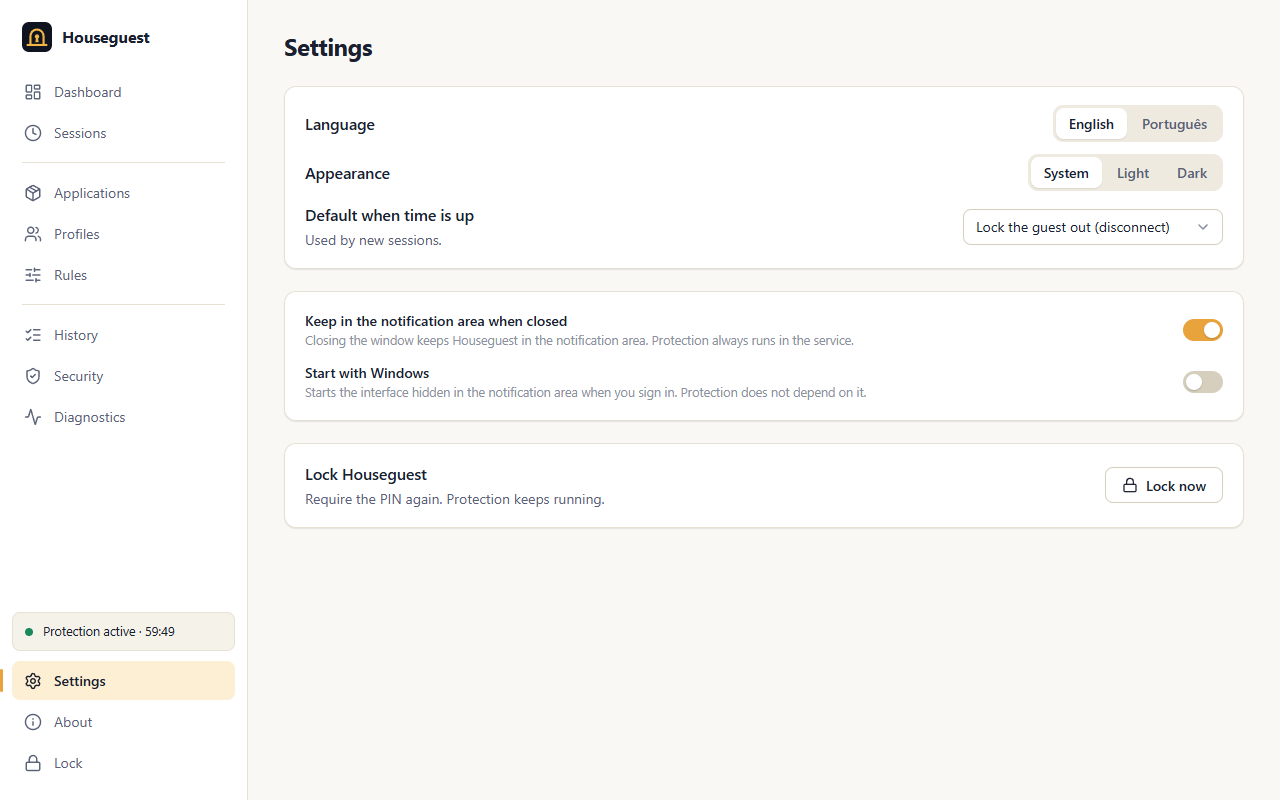 Houseguest
Dashboard
Sessions
Applications
Profiles
Rules
History
Security
Diagnostics
Protection active · 59:49
Settings
About
Lock
Settings
Language
English Português
Appearance
System Light Dark
Default when time is up
Used by new sessions.
Lock the guest out (disconnect)
Keep in the notification area when closed
Closing the window keeps Houseguest in the notification area. Protection always runs in the service.
Start with Windows
Starts the interface hidden in the notification area when you sign in. Protection does not depend on it.
Lock Houseguest
Require the PIN again. Protection keeps running.
Lock now